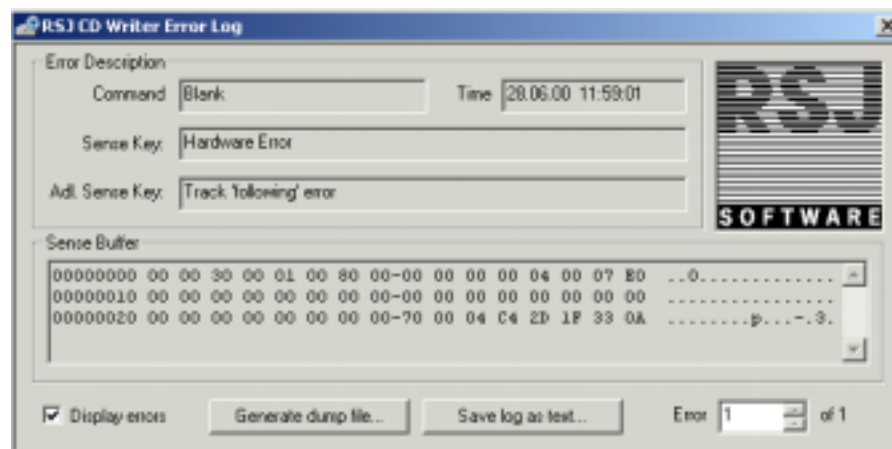 RSJ CD Writer Error Log
Error Description
Command Blank Time 28.06.00 11:59:01
Sense Key: Hardware Error
Adl. Sense Key: Track 'following' error
RSJ
SOFTWARE
Sense Buffer
00000000 00 00 30 00 01 00 80 00-00 00 00 00 04 00 07 E0 ..0.............
00000010 00 00 00 00 00 00 00 00-00 00 00 00 00 00 00 00 ................
00000020 00 00 00 00 00 00 00 00-70 00 04 C4 2D 1F 33 0A ........p...-.3.
Display errors Generate dump file... Save log as text... Error 1 of 1